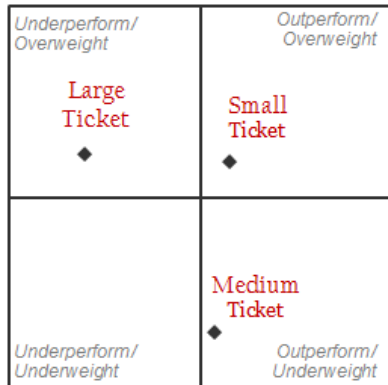 Underperform/
Overweight
Outperform/
Overweight
Large
Ticket
Small
Ticket
Medium
Ticket
Underperform/
Underweight
Outperform/
Underweight